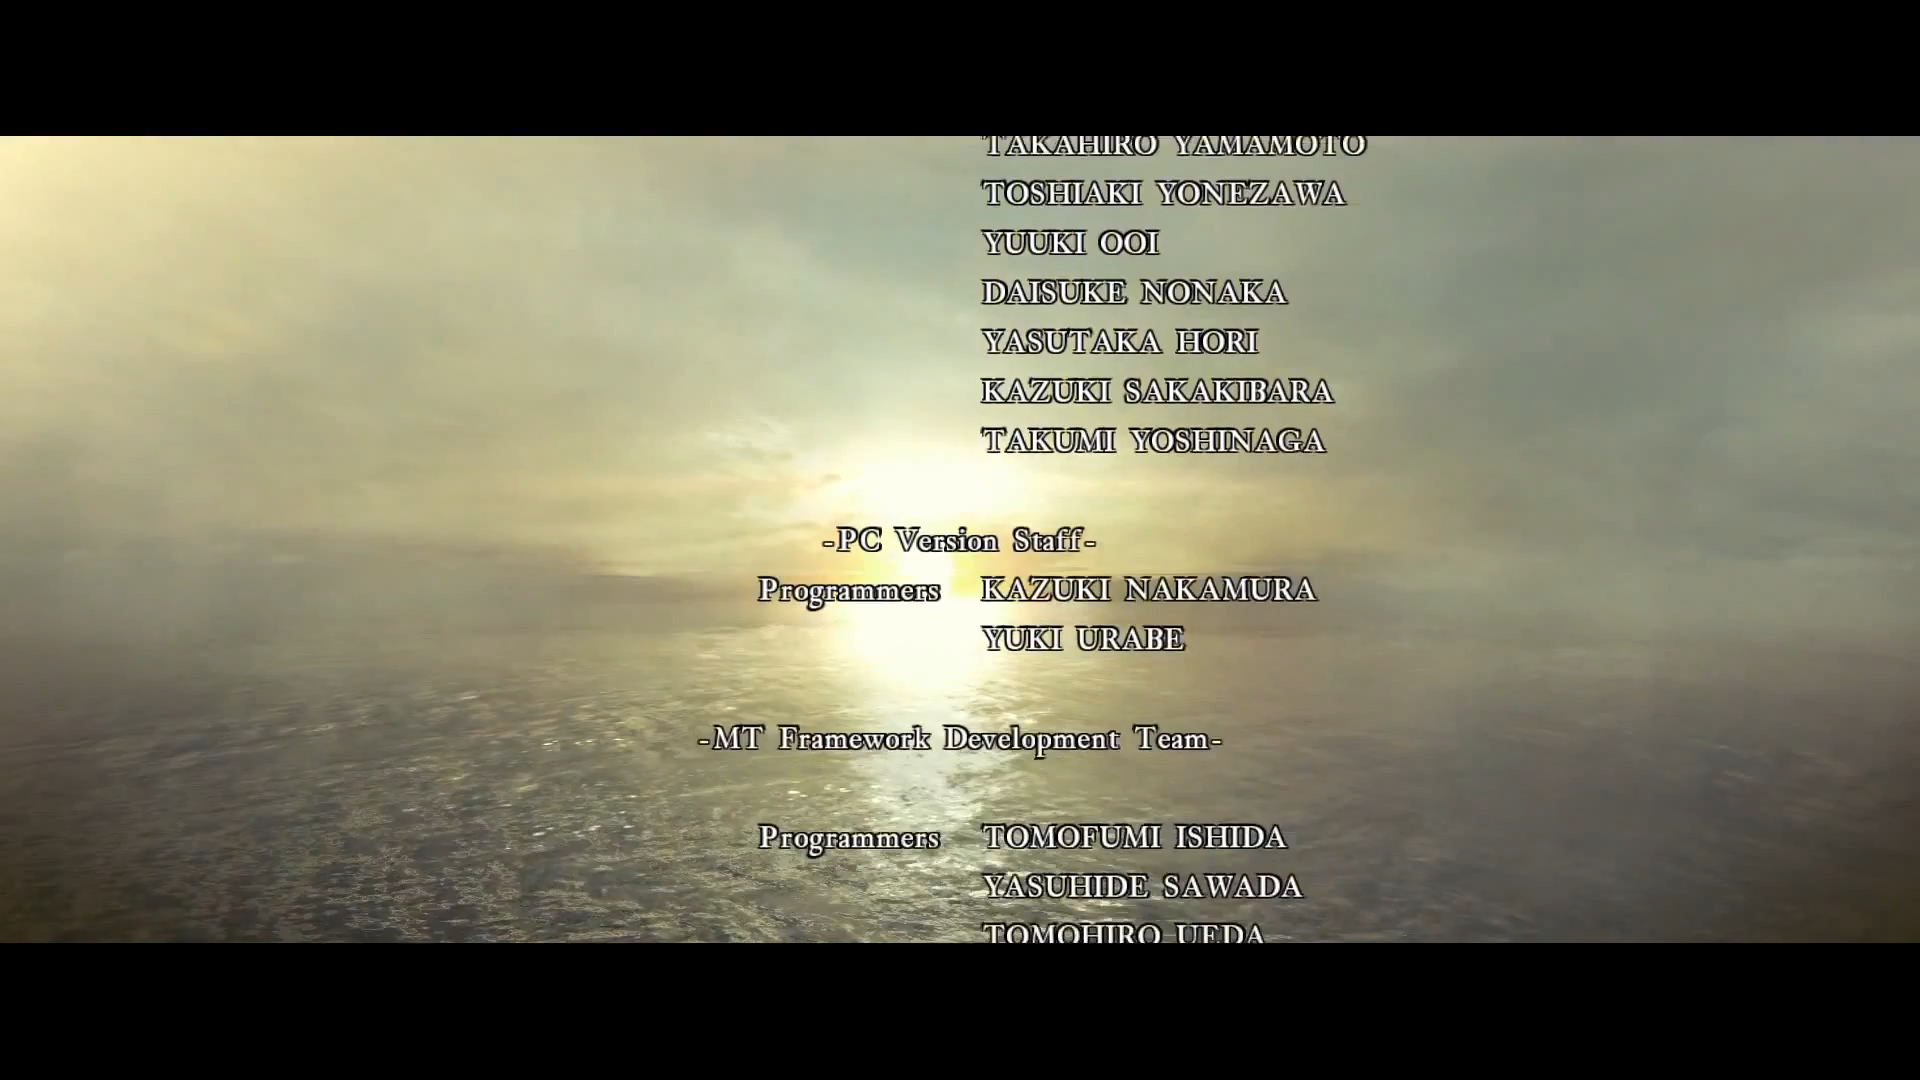 TAKAHIRO YAMAMOTO
TOSHIAKI YONEZAWA
YUUKI OOI
DAISUKE NONAKA
YASUTAKA HORI
KAZUKI SAKAKIBARA
TAKUMI YOSHINAGA
-PC Version Staff-
Programmers KAZUKI NAKAMURA
YUKI URABE
-MT Framework Development Team-
Programmers TOMOFUMI ISHIDA
YASUHIDE SAWADA
TOMOHIRO UEDA